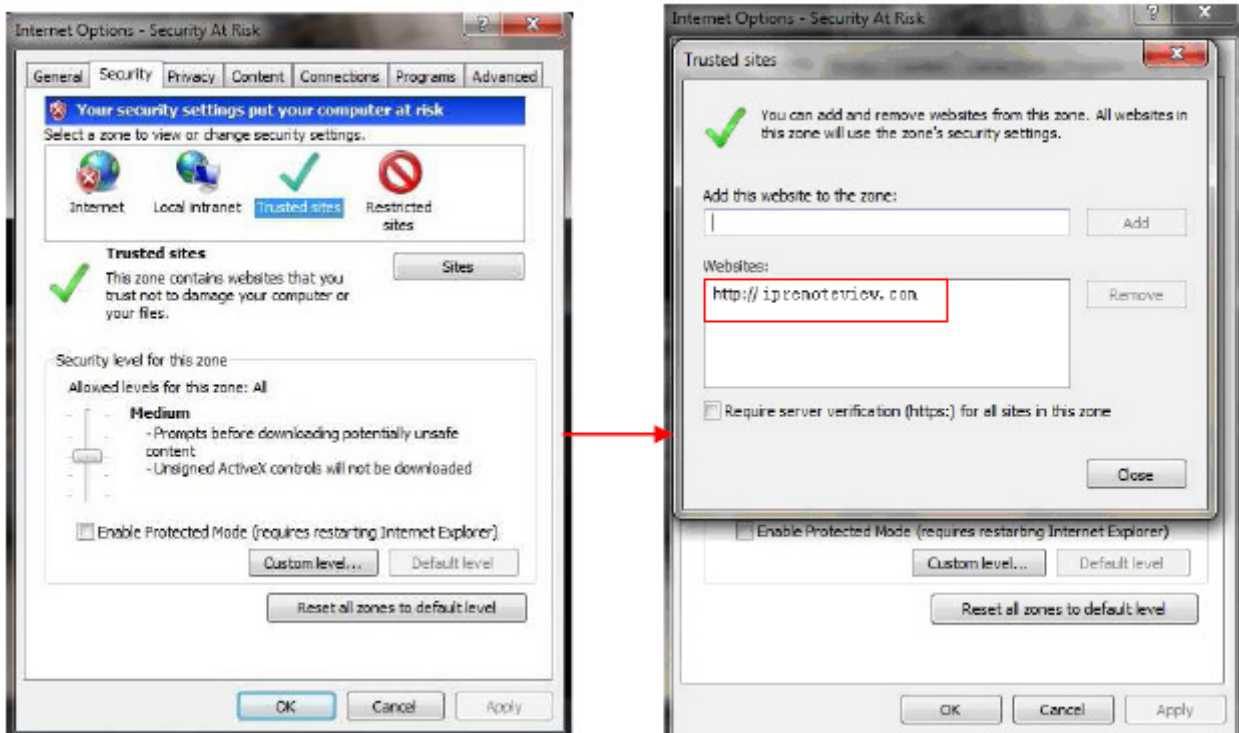 Internet Options - Security At Risk
General Security Privacy Content Connections Programs Advanced
Your security settings put your computer at risk
Select a zone to view or change security settings.
Internet
Local intranet
Trusted sites
Restricted
sites
Trusted sites
Sites
This zone contains websites that you
trust not to damage your computer or
your files.
Security level for this zone
Allowed levels for this zone: All
Medium
- Prompts before downloading potentially unsafe
content
- Unsigned ActiveX controls will not be downloaded
Enable Protected Mode (requires restarting Internet Explorer)
Custom level...
Default level
Reset all zones to default level
OK
Cancel
Apply
Internet Options - Security At Risk
Trusted sites
You can add and remove websites from this zone. All websites in
this zone will use the zone's security settings.
Add this website to the zone:
Add
Websites:
http://ipremoteview.com
Remove
Require server verification (https:) for all sites in this zone
Close
Enable Protected Mode (requires restarting Internet Explorer)
Custom level...
Default level
Reset all zones to default level
OK
Cancel
Apply